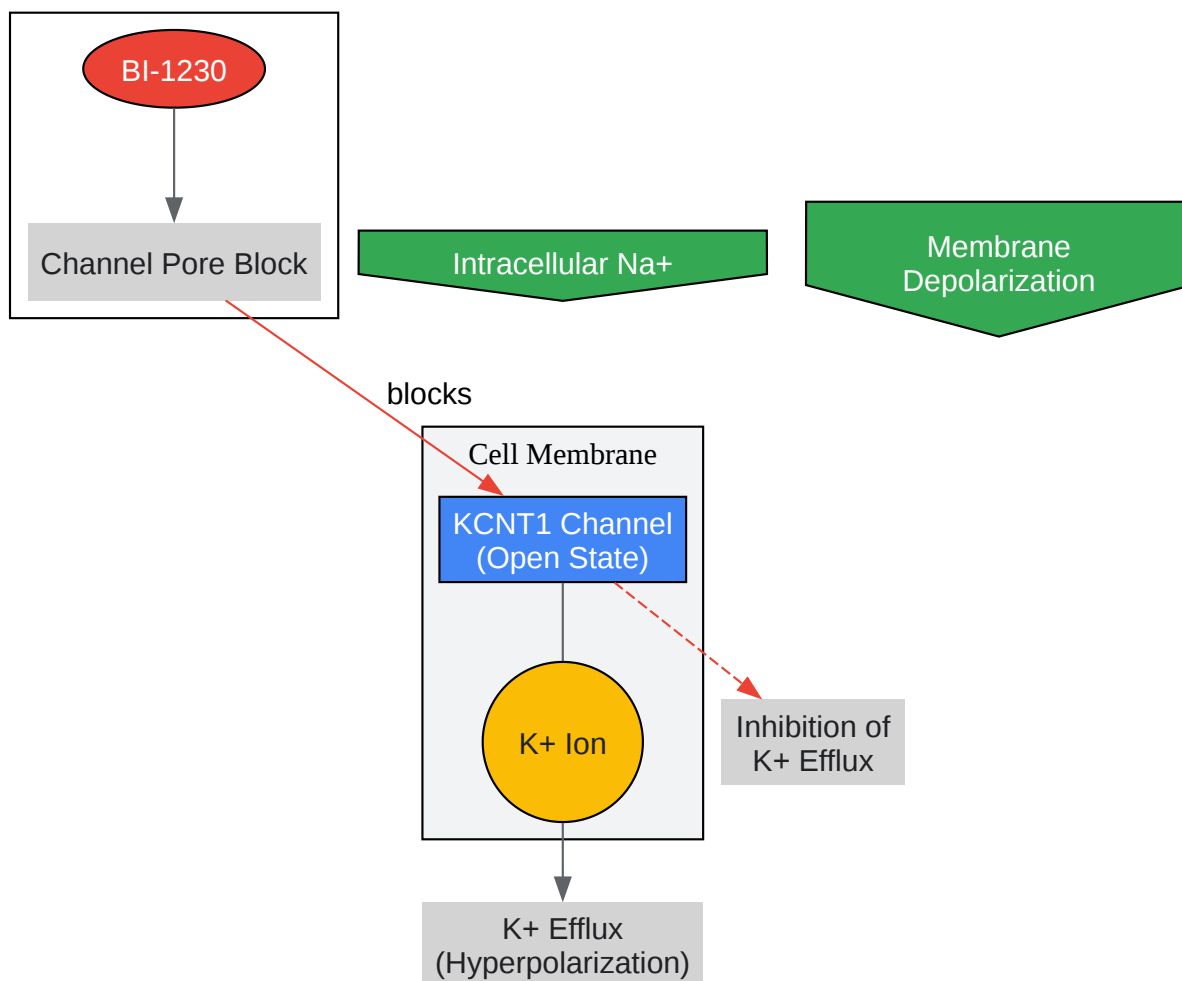 BI-1230
Channel Pore Block
Intracellular Na+
Membrane
Depolarization
blocks
Cell Membrane
KCNT1 Channel
(Open State)
K+ Ion
Inhibition of
K+ Efflux
K+ Efflux
(Hyperpolarization)